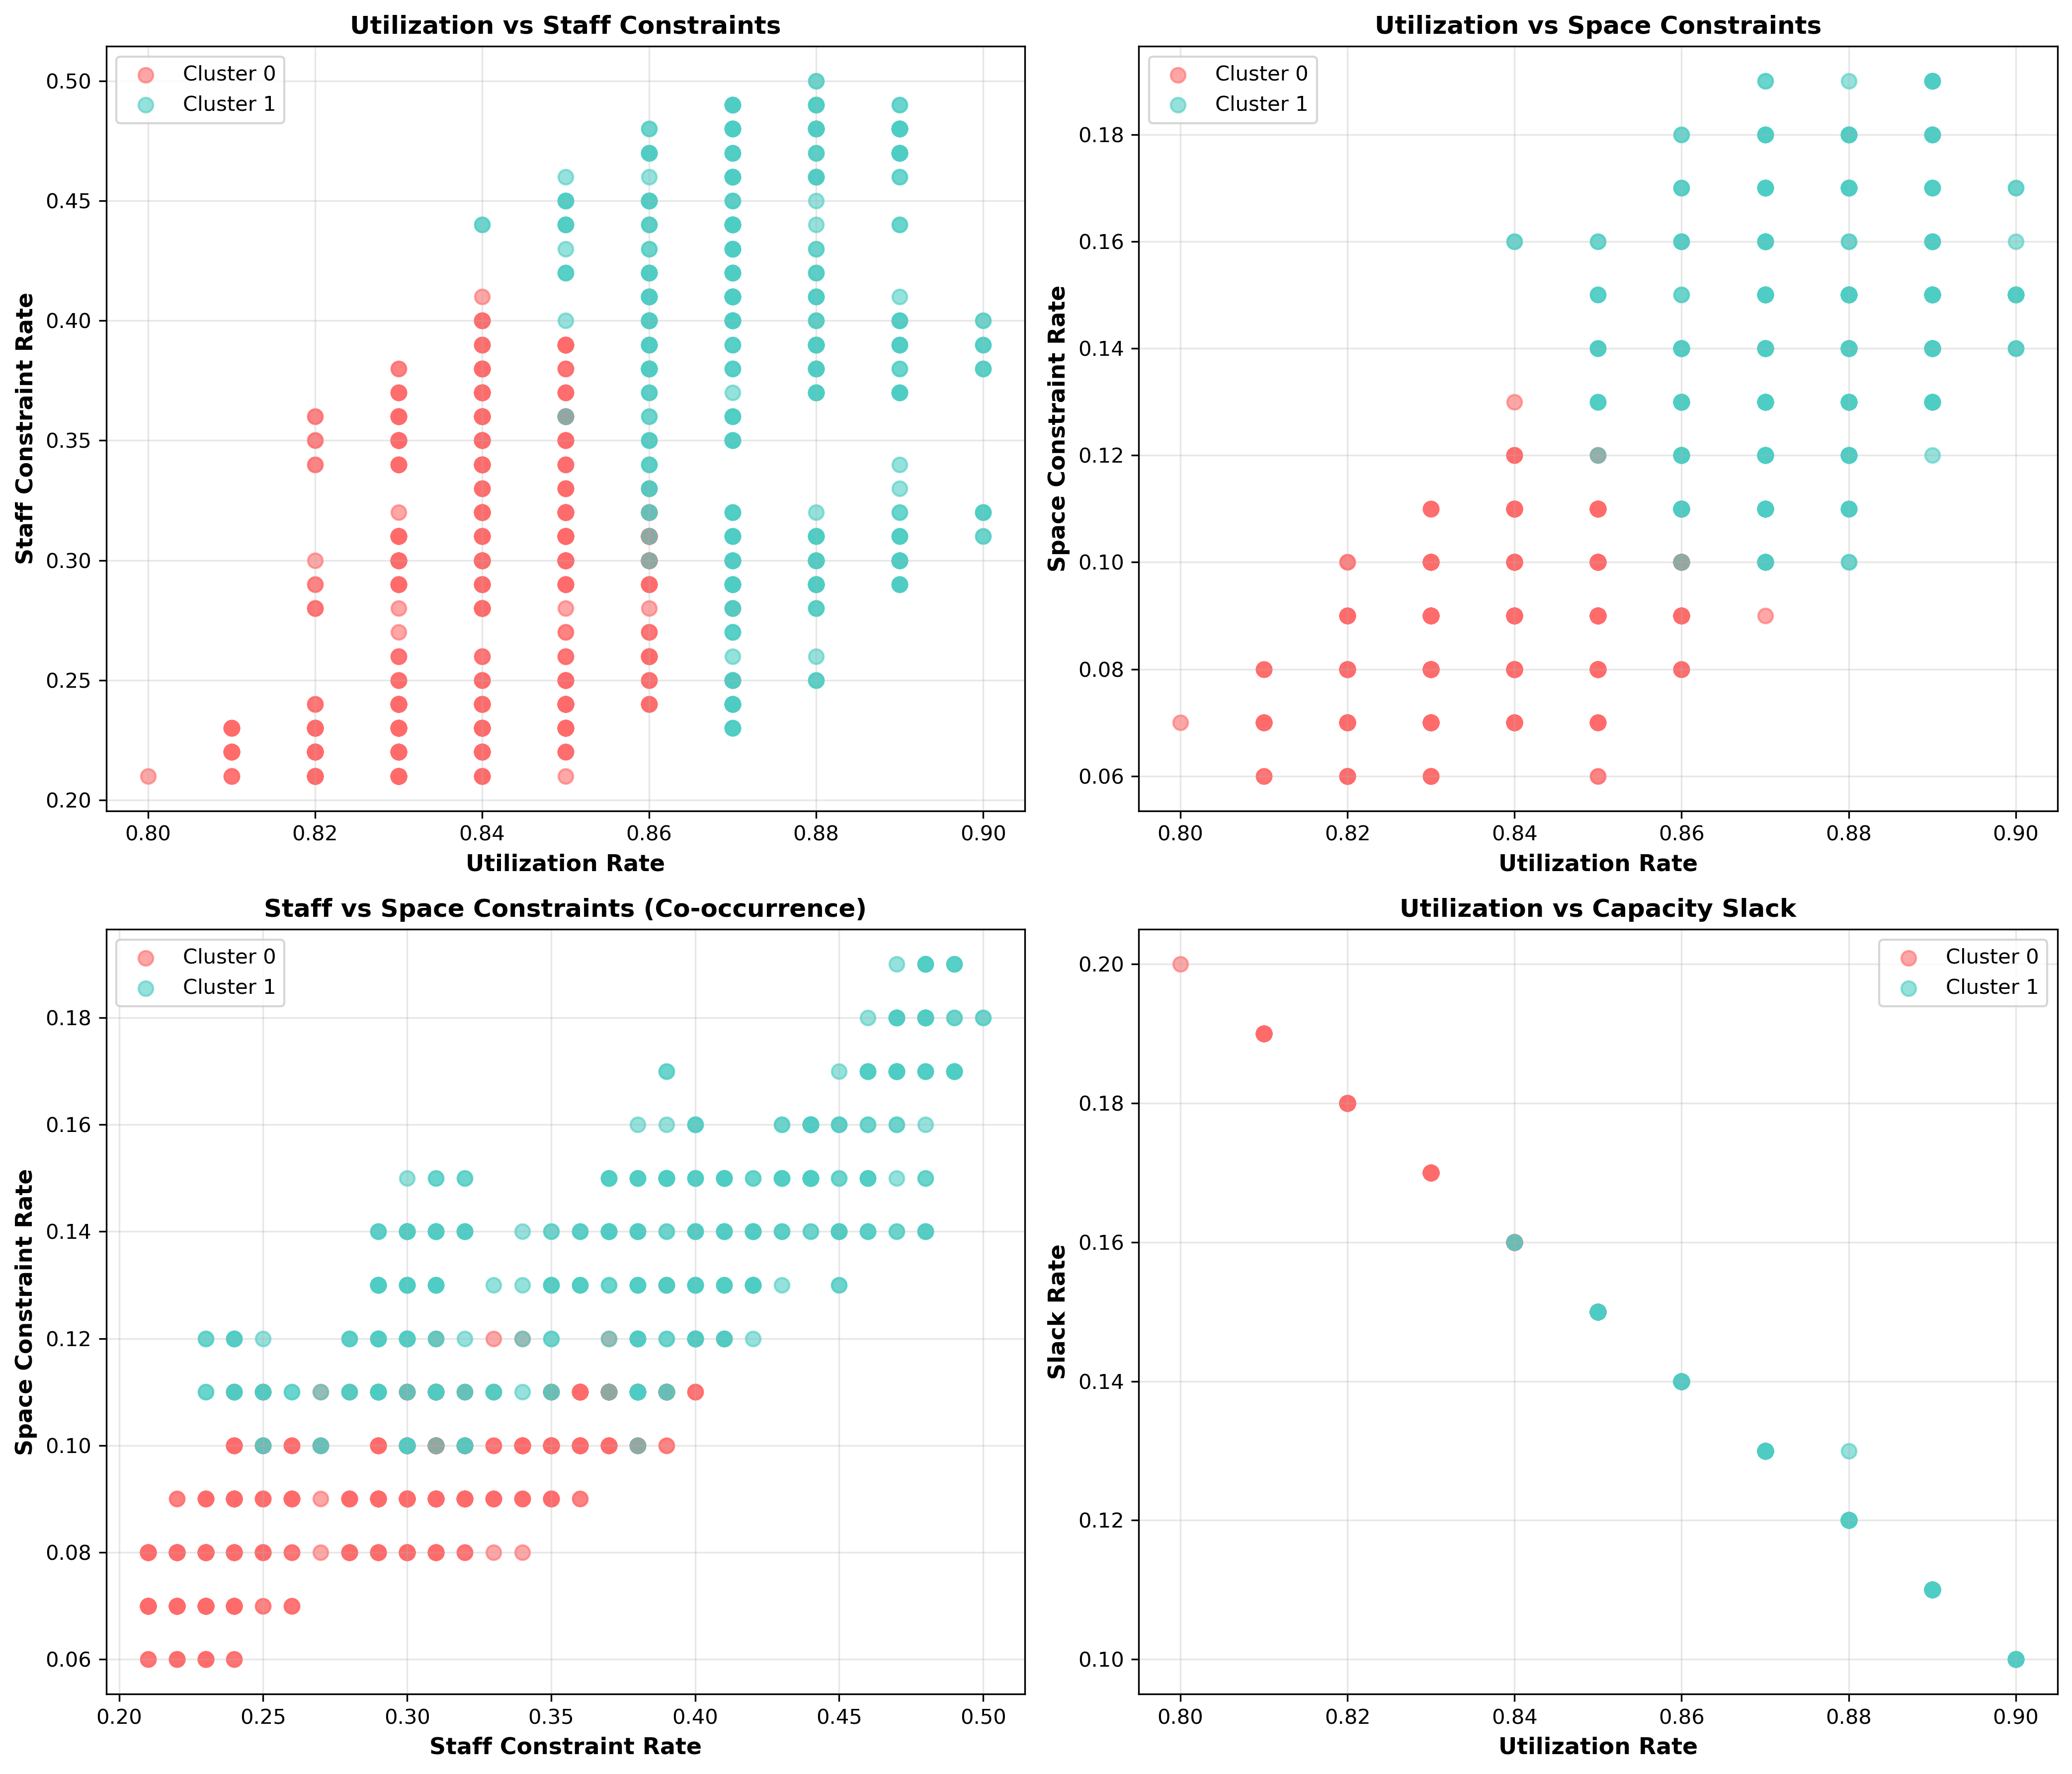 Utilization vs Staff Constraints
Cluster 0
Cluster 1
0.50
0.45
0.40
0.35
0.30
0.25
0.20
Staff Constraint Rate
0.80 0.82 0.84 0.86 0.88 0.90
Utilization Rate
Utilization vs Space Constraints
Cluster 0
Cluster 1
0.18
0.16
0.14
0.12
0.10
0.08
0.06
Space Constraint Rate
0.80 0.82 0.84 0.86 0.88 0.90
Utilization Rate
Staff vs Space Constraints (Co-occurrence)
Cluster 0
Cluster 1
0.18
0.16
0.14
0.12
0.10
0.08
0.06
Space Constraint Rate
0.20 0.25 0.30 0.35 0.40 0.45 0.50
Staff Constraint Rate
Utilization vs Capacity Slack
Cluster 0
Cluster 1
0.20
0.18
0.16
0.14
0.12
0.10
Slack Rate
0.80 0.82 0.84 0.86 0.88 0.90
Utilization Rate